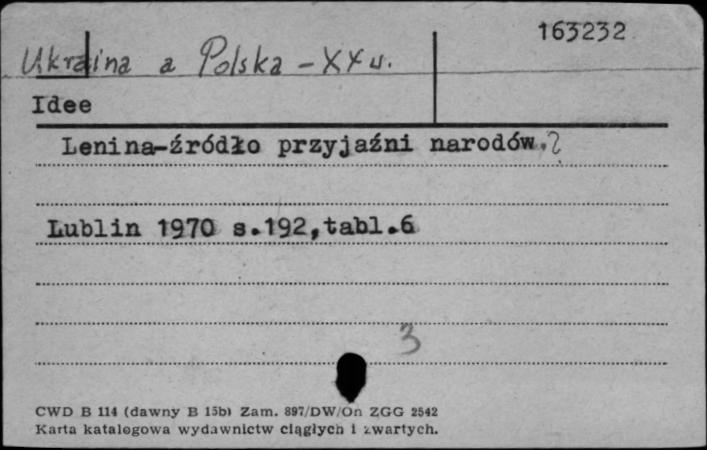 163232
Ukraina a Polska - XX w.
Idee
Lenina-źródło przyjaźni narodów.2
Lublin 1970 s.192,tabl.6
3
CWD B 114 (dawny B 15b) Zam. 897/DW/On ZGG 2542
Karta katalogowa wydawnictw ciągłych i zwartych.